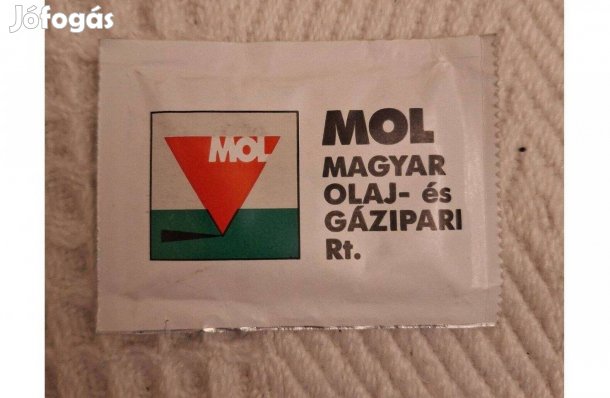 Jófogás
MOL
MOL
MAGYAR
OLAJ- és
GÁZIPARI
Rt.